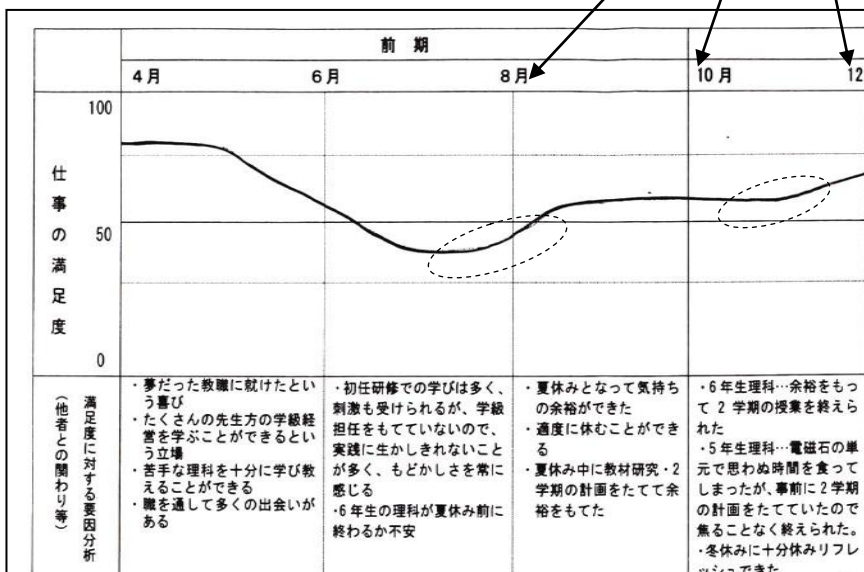 前 期
4月
6月
8月
10月
12
100
50
0
仕事の満足度
満足度に対する要因分析
(他者との関わり等)
・夢だった教職に就けたとい
う喜び
・たくさんの先生方の学級経
営を学ぶことができるとい
う立場
・苦手な理科を十分に学び教
えることができる
・職を通して多くの出会いが
ある
・初任研修での学びは多く、
刺激も受けられるが、学級
担任をもてていないので、
実践に生かしきれないこと
が多く、もどかしさを常に
感じる
・6年生の理科が夏休み前に
終わるか不安
・夏休みとなって気持ち
の余裕ができた
・適度に休むことができ
る
・夏休み中に教材研究・2
学期の計画をたてて余
裕をもてた
・6年生理科…余裕をもっ
て 2 学期の授業を終えら
れた
・5年生理科…電磁石の単
元で思わぬ時間を食って
しまったが、事前に2学期
の計画をたてていたので
焦ることなく終えられた。
・冬休みに十分休みリフレ
ッシュできた